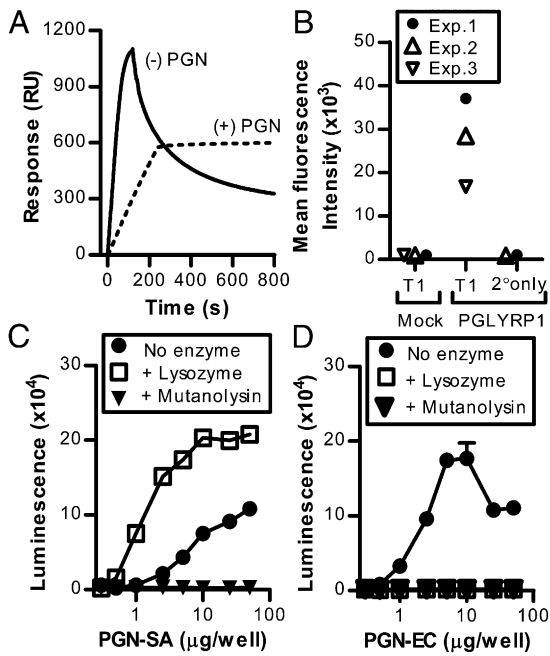 A
1200
900
600
300
0
Response (RU)
(-) PGN
(+) PGN
0 200 400 600 800
Time (s)
B
Exp.1
Exp.2
Exp.3
50
40
30
20
10
0
Mean fluorescence
Intensity (x10³)
T1 T1 2°only
Mock PGLYRP1
C
No enzyme
+ Lysozyme
+ Mutanolysin
30
20
10
0
Luminescence (x10⁴)
1 10 100
PGN-SA (µg/well)
D
No enzyme
+ Lysozyme
+ Mutanolysin
30
20
10
0
Luminescence (x10⁴)
1 10 100
PGN-EC (µg/well)